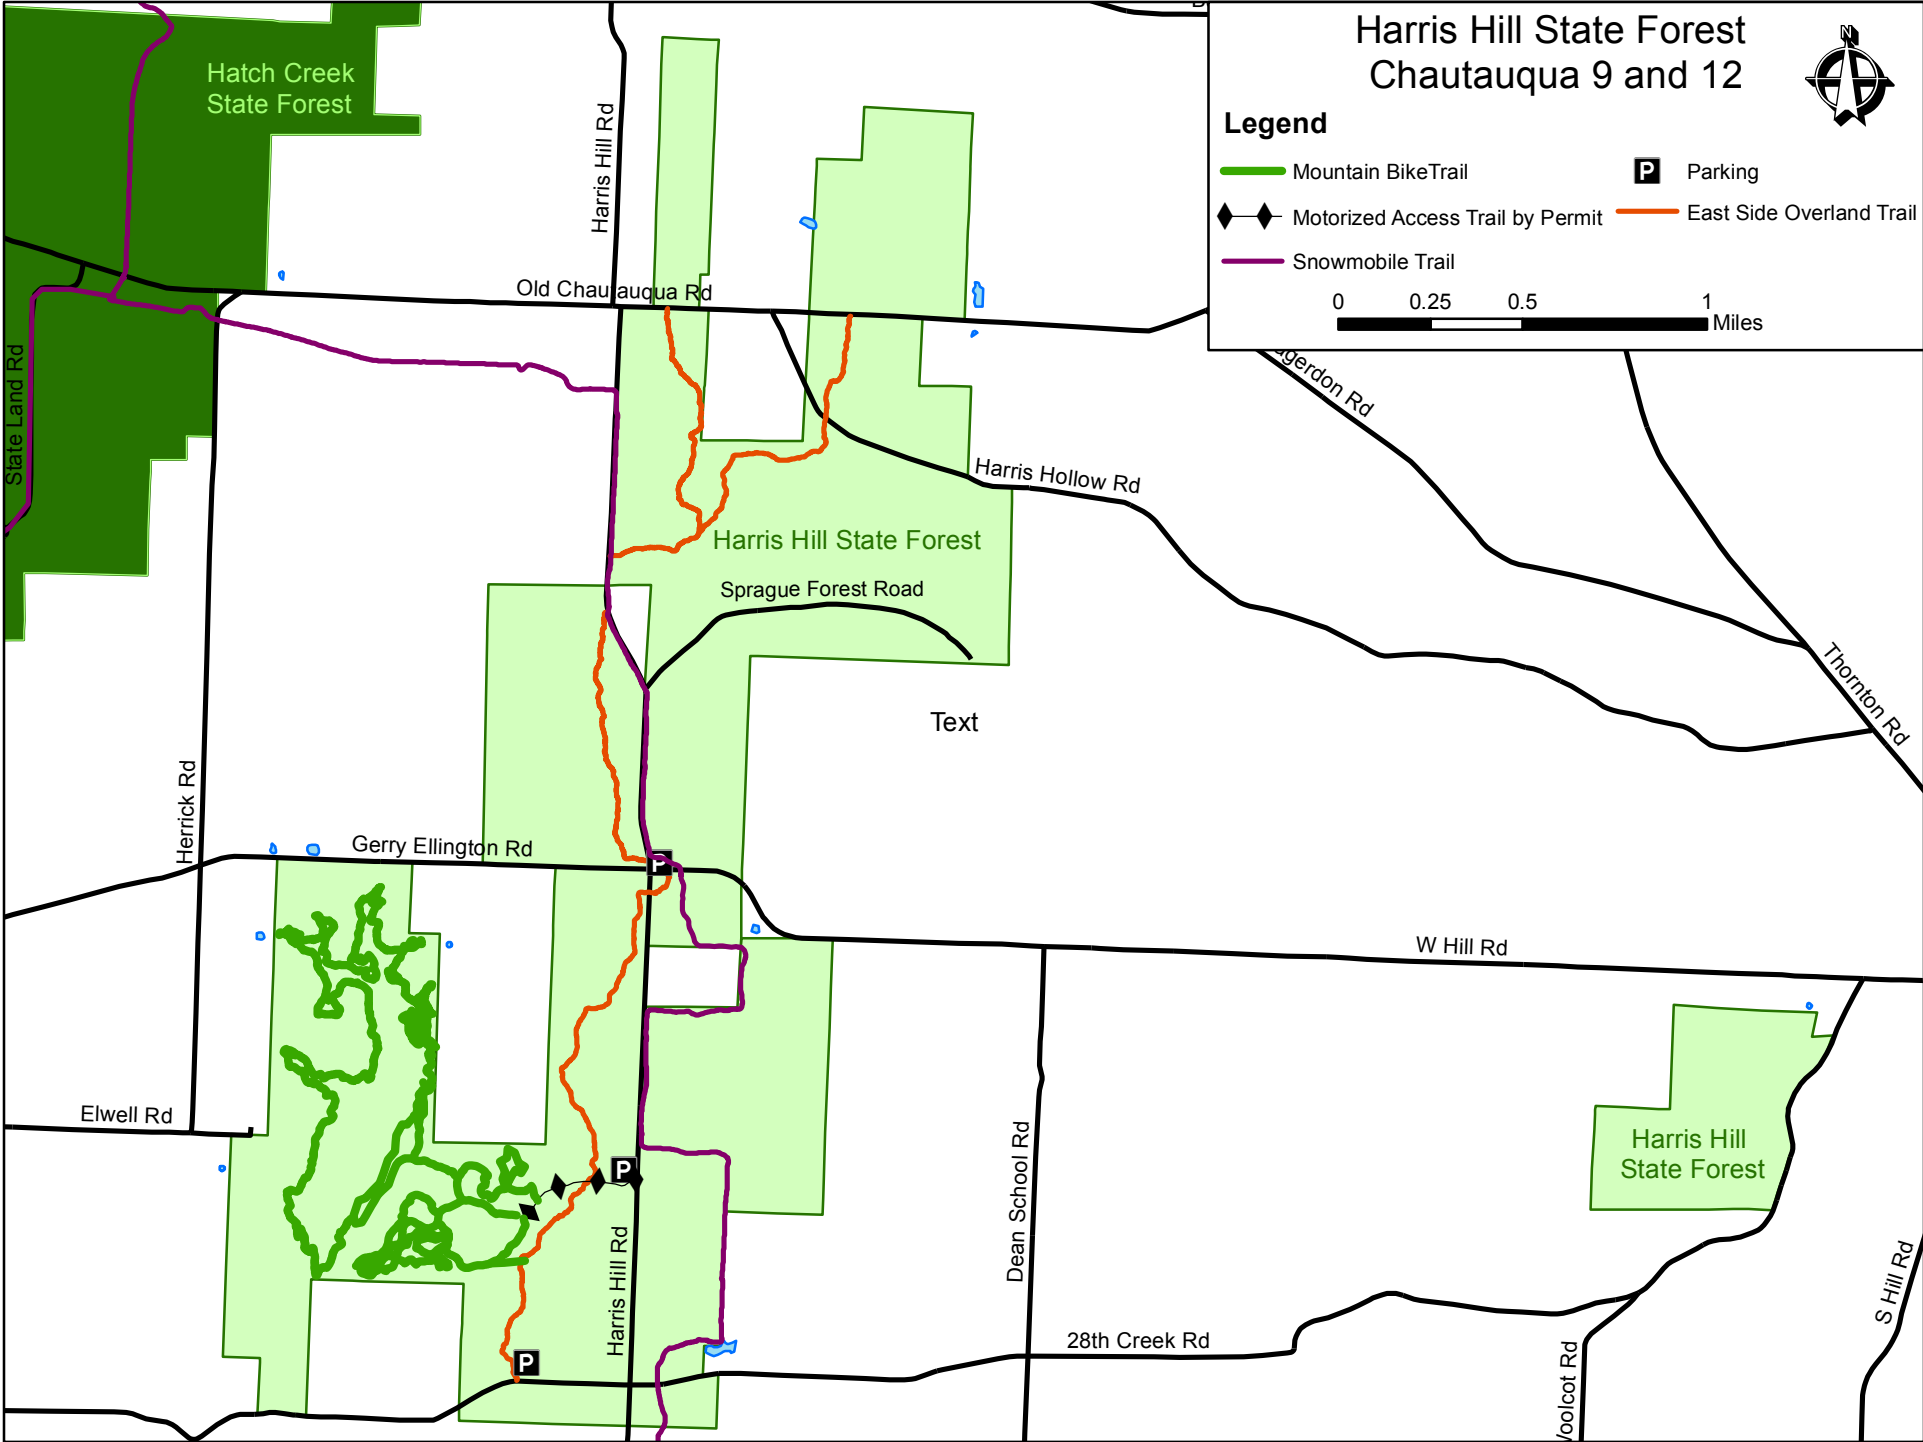 Harris Hill State Forest
Chautauqua 9 and 12
N
Legend
Mountain BikeTrail
P
Parking
Motorized Access Trail by Permit
East Side Overland Trail
Snowmobile Trail
0 0.25 0.5 1
Miles
Hatch Creek
State Forest
Harris Hill Rd
Old Chautauqua Rd
State Land Rd
agerdon Rd
Harris Hollow Rd
Harris Hill State Forest
Sprague Forest Road
Text
Thornton Rd
Herrick Rd
Gerry Ellington Rd
P
W Hill Rd
Elwell Rd
P
Harris Hill
State Forest
Dean School Rd
Harris Hill Rd
S Hill Rd
28th Creek Rd
P
Woolcot Rd